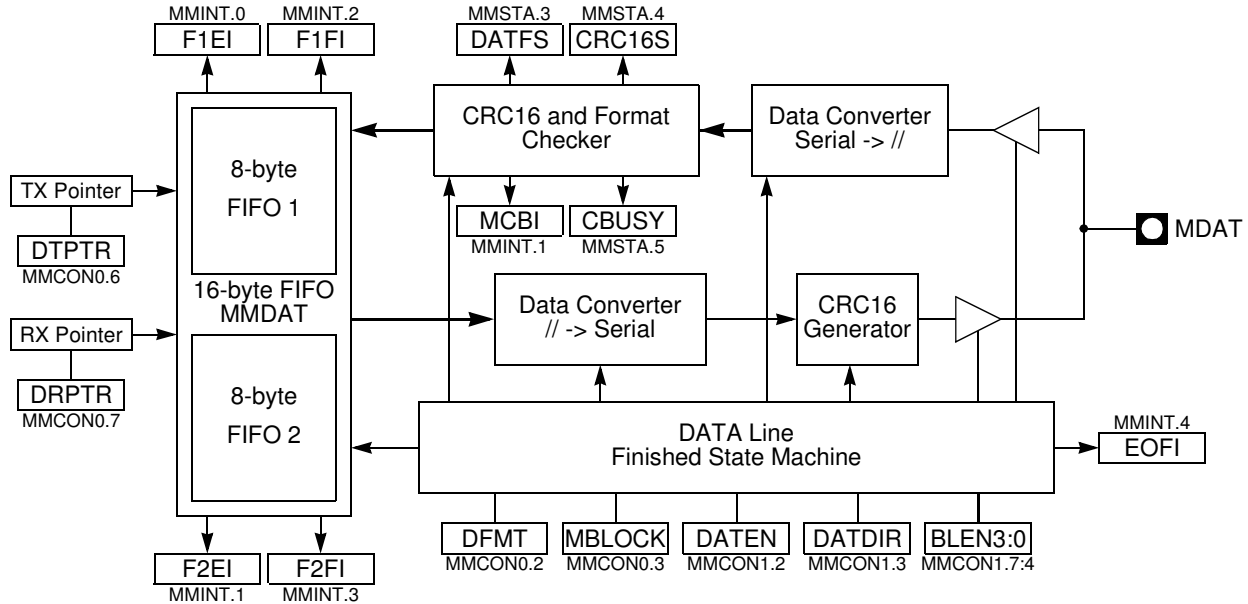 MMINT.0
F1EI
MMINT.2
F1FI
MMSTA.3
DATFS
MMSTA.4
CRC16S
8-byte
FIFO 1
CRC16 and Format
Checker
Data Converter
Serial -> //
TX Pointer
DTPTR
MMCON0.6
MCBI
MMINT.1
CBUSY
MMSTA.5
MDAT
16-byte FIFO
MMDAT
Data Converter
// -> Serial
CRC16
Generator
RX Pointer
DRPTR
MMCON0.7
8-byte
FIFO 2
DATA Line
Finished State Machine
MMINT.4
EOFI
F2EI
MMINT.1
F2FI
MMINT.3
DFMT
MMCON0.2
MBLOCK
MMCON0.3
DATEN
MMCON1.2
DATDIR
MMCON1.3
BLEN3:0
MMCON1.7:4